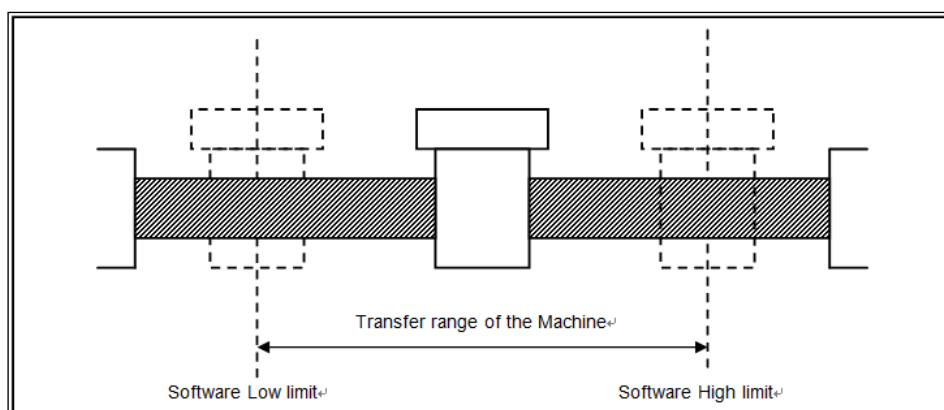 Transfer range of the Machine↵
Software Low limit↵
Software High limit↵